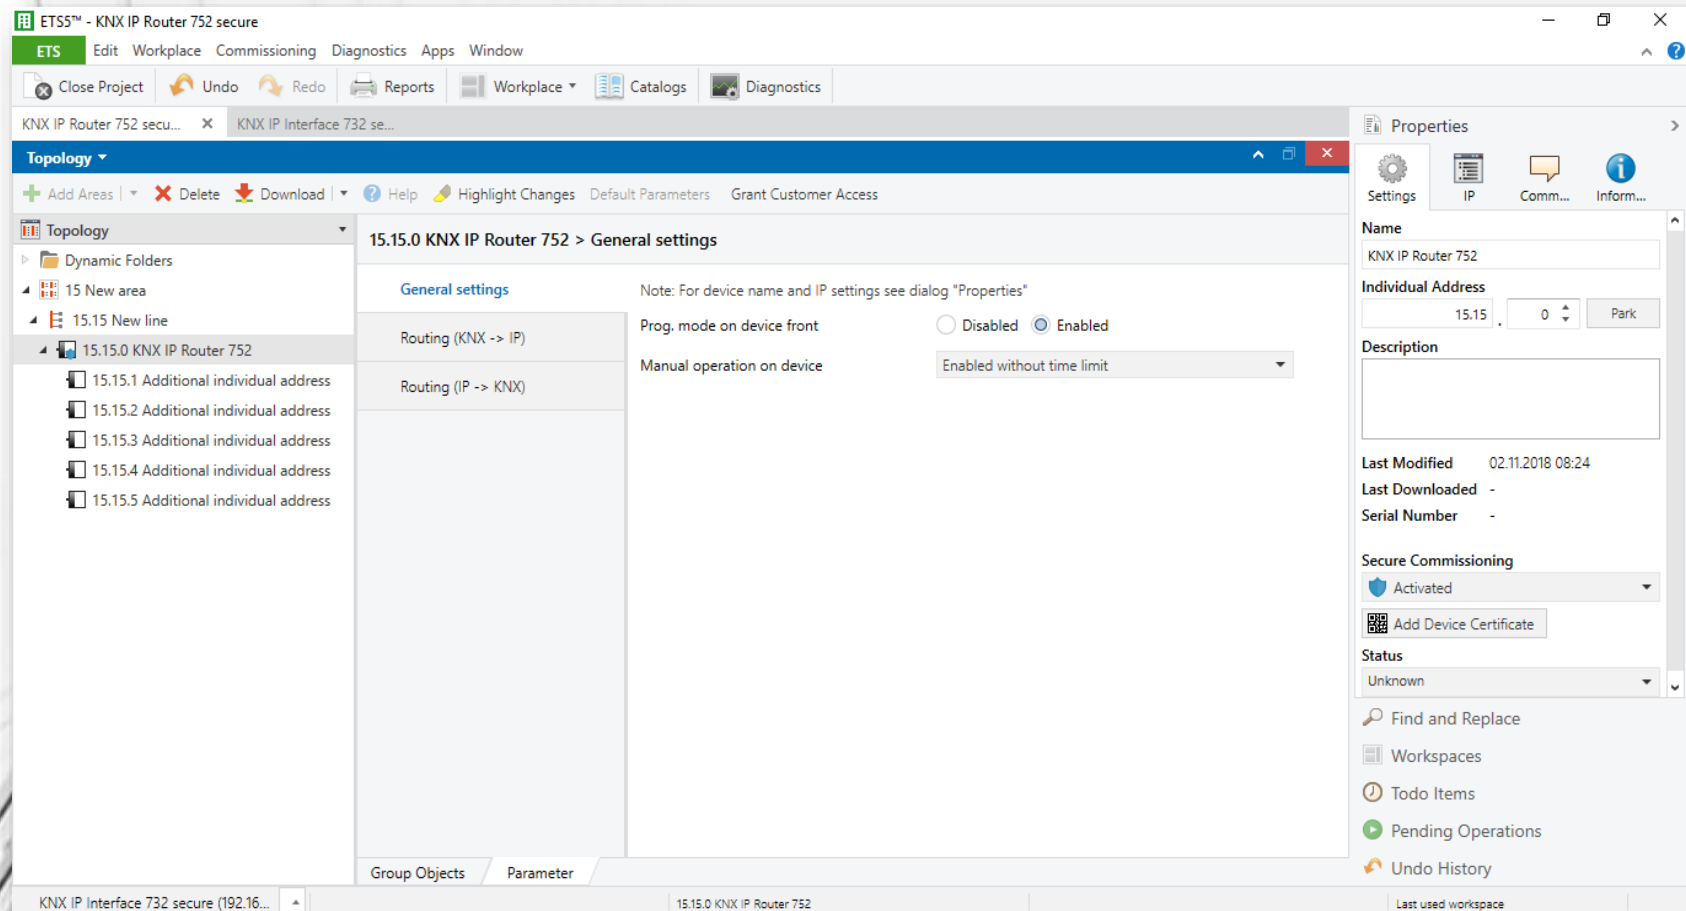 ETS5™ - KNX IP Router 752 secure
ETS Edit Workplace Commissioning Diagnostics Apps Window
Close Project Undo Redo Reports Workplace Catalogs Diagnostics
KNX IP Router 752 secu... KNX IP Interface 732 se...
Topology
Add Areas Delete Download Help Highlight Changes Default Parameters Grant Customer Access
Topology
Dynamic Folders
15 New area
15.15 New line
15.15.0 KNX IP Router 752
15.15.1 Additional individual address
15.15.2 Additional individual address
15.15.3 Additional individual address
15.15.4 Additional individual address
15.15.5 Additional individual address
15.15.0 KNX IP Router 752 > General settings
General settings
Routing (KNX -> IP)
Routing (IP -> KNX)
Note: For device name and IP settings see dialog "Properties"
Prog. mode on device front Disabled Enabled
Manual operation on device Enabled without time limit
Group Objects Parameter
Properties
Settings IP Comm... Inform...
Name
KNX IP Router 752
Individual Address
15.15 . 0 Park
Description
Last Modified 02.11.2018 08:24
Last Downloaded -
Serial Number -
Secure Commissioning
Activated
Add Device Certificate
Status
Unknown
Find and Replace
Workspaces
Todo Items
Pending Operations
Undo History
KNX IP Interface 732 secure (192.16... 15.15.0 KNX IP Router 752 Last used workspace